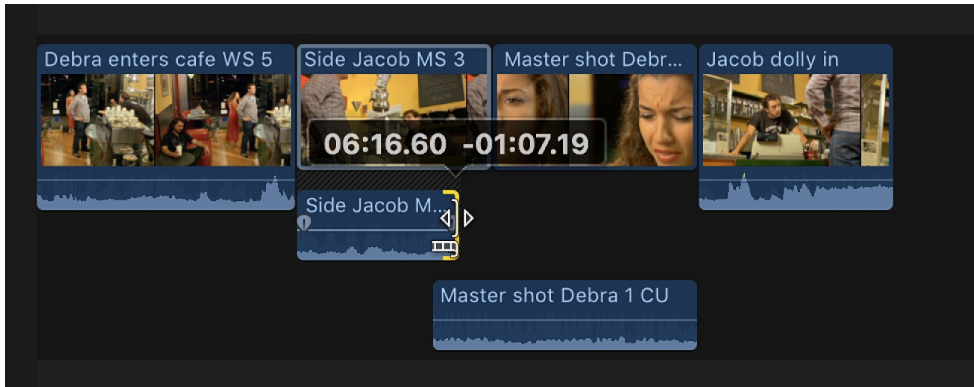 Debra enters cafe WS 5
Side Jacob MS 3
Master shot Debr...
Jacob dolly in
06:16.60 -01:07.19
Side Jacob M...
Master shot Debra 1 CU